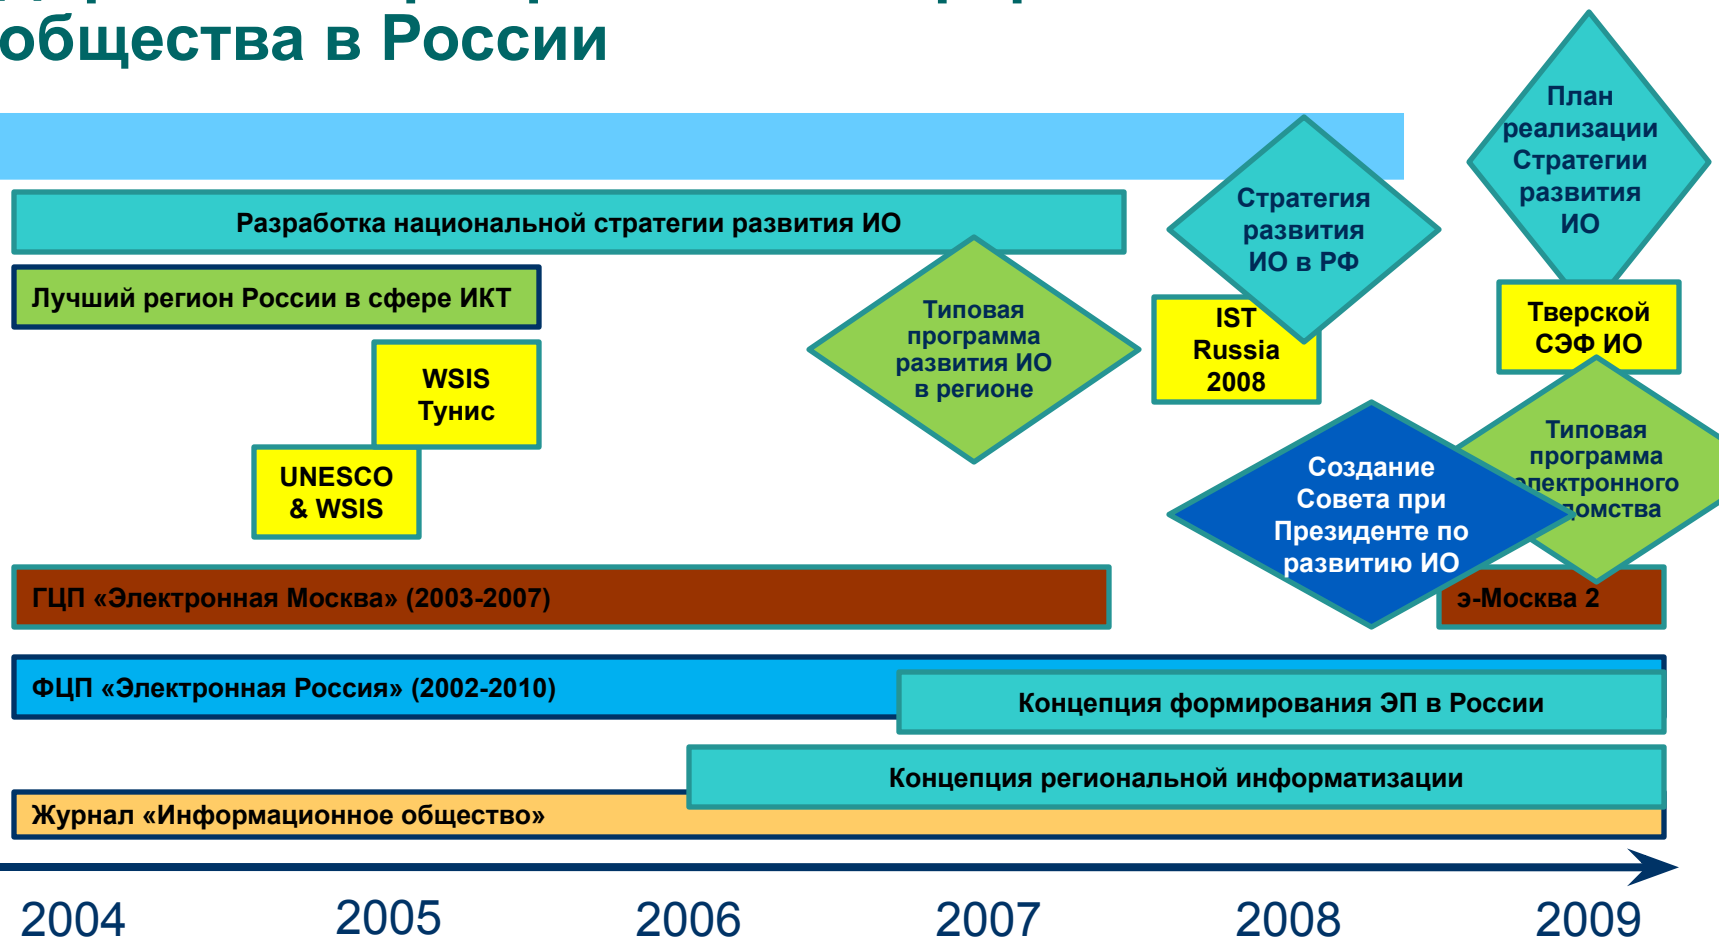 общества в России
План
реализации
Стратегии
развития
ИО
Стратегия
развития
ИО в РФ
Разработка национальной стратегии развития ИО
Лучший регион России в сфере ИКТ
Типовая
программа
развития ИО
в регионе
IST
Russia
2008
Тверской
СЭФ ИО
WSIS
Тунис
UNESCO
& WSIS
Создание
Совета при
Президенте по
развитию ИО
Типовая
программа
ГЦП «Электронная Москва» (2003-2007)
э-Москва 2
ФЦП «Электронная Россия» (2002-2010)
Концепция формирования ЭП в России
Концепция региональной информатизации
Журнал «Информационное общество»
2004
2005
2006
2007
2008
2009